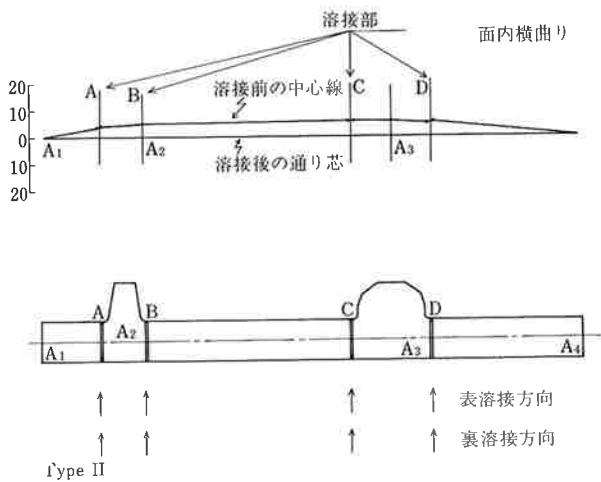 溶接部
面内横曲り
A
B
C
D
20
10
0
10
20
溶接前の中心線
A1
A2
A3
溶接後の通り芯
A
B
C
D
A1
A2
A3
A4
表溶接方向
裏溶接方向
Type II